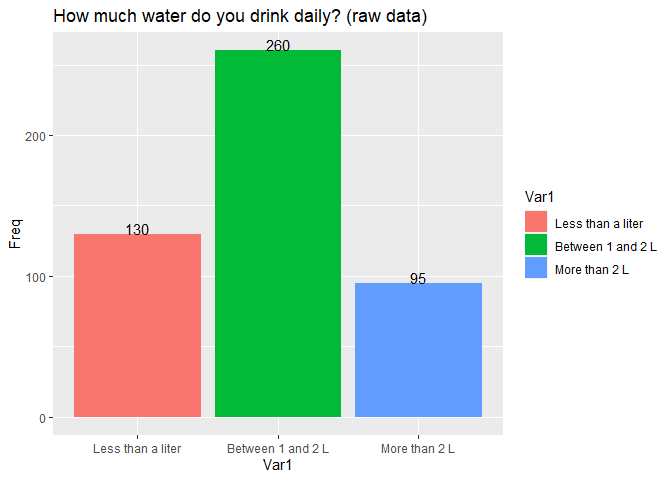 How much water do you drink daily? (raw data)
260
200
130
100
95
0
Freq
Less than a liter
Between 1 and 2 L
More than 2 L
Var1
Var1
Less than a liter
Between 1 and 2 L
More than 2 L